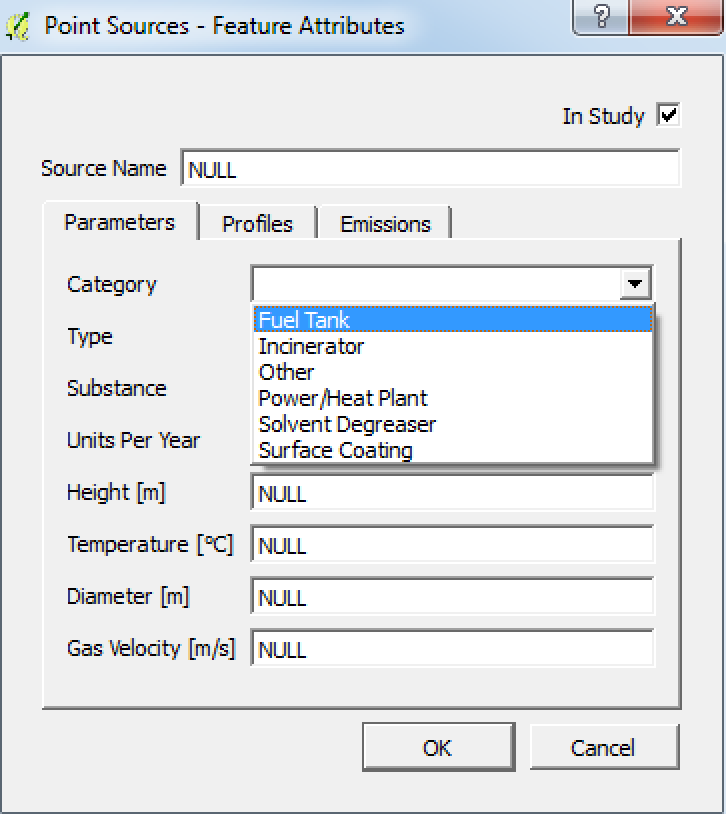 Point Sources - Feature Attributes
?
In Study
Source Name NULL
Parameters Profiles Emissions
Category
Fuel Tank
Type
Incinerator
Other
Substance
Power/Heat Plant
Solvent Degreaser
Units Per Year
Surface Coating
Height [m] NULL
Temperature [°C] NULL
Diameter [m] NULL
Gas Velocity [m/s] NULL
OK Cancel